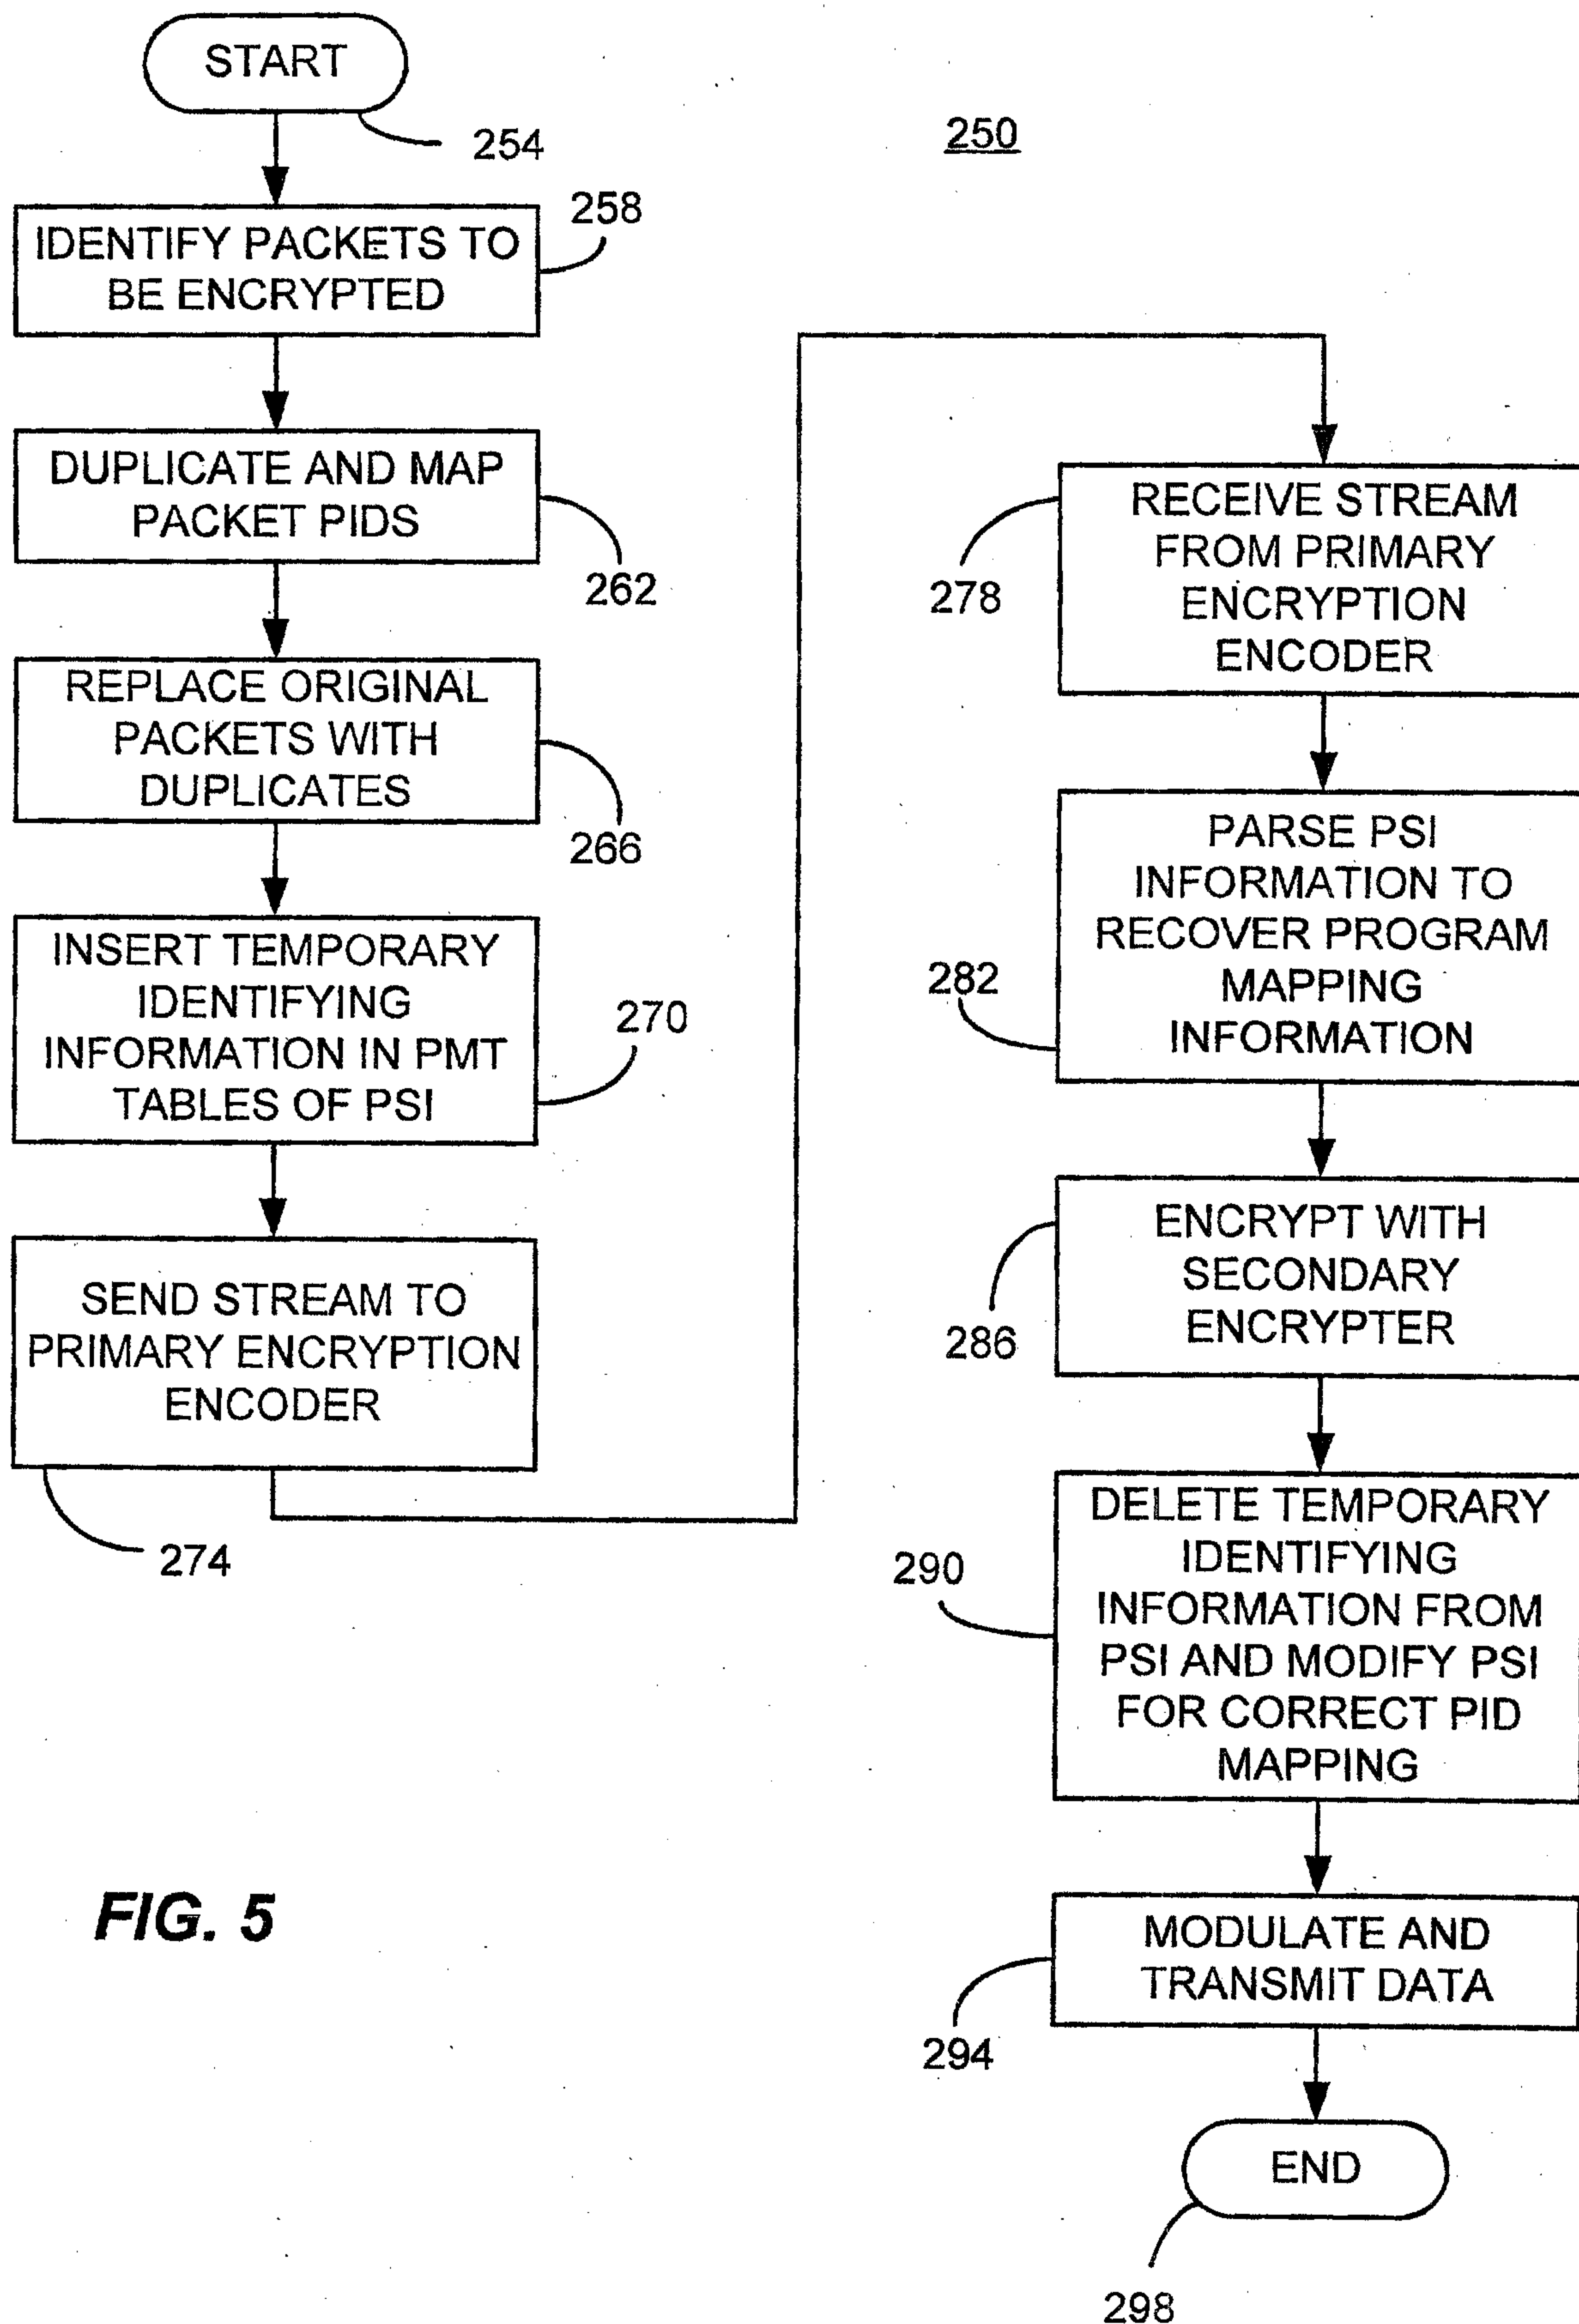 START
254
250
IDENTIFY PACKETS TO
BE ENCRYPTED
258
DUPLICATE AND MAP
PACKET PIDS
262
REPLACE ORIGINAL
PACKETS WITH
DUPLICATES
266
INSERT TEMPORARY
IDENTIFYING
INFORMATION IN PMT
TABLES OF PSI
270
SEND STREAM TO
PRIMARY ENCRYPTION
ENCODER
274
RECEIVE STREAM
FROM PRIMARY
ENCRYPTION
ENCODER
278
PARSE PSI
INFORMATION TO
RECOVER PROGRAM
MAPPING
INFORMATION
282
ENCRYPT WITH
SECONDARY
ENCRYPTER
286
DELETE TEMPORARY
IDENTIFYING
INFORMATION FROM
PSI AND MODIFY PSI
FOR CORRECT PID
MAPPING
290
MODULATE AND
TRANSMIT DATA
294
END
298
FIG. 5